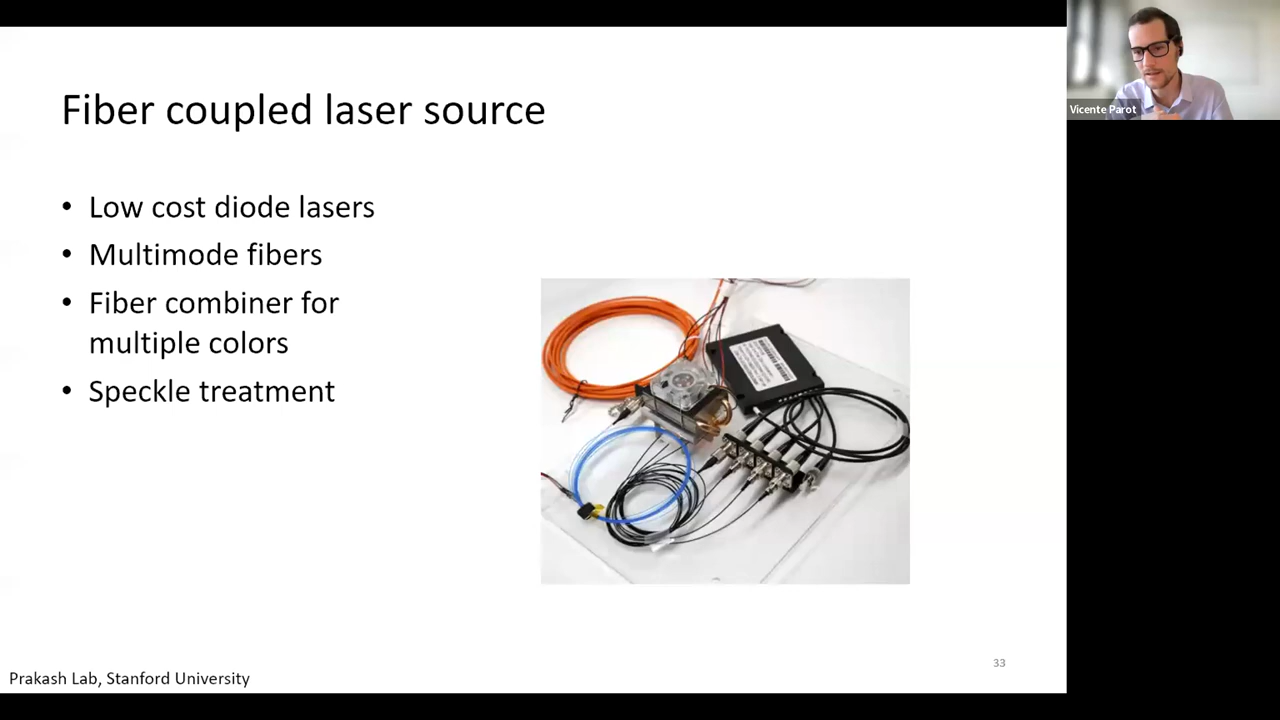 Fiber coupled laser source
• Low cost diode lasers
• Multimode fibers
• Fiber combiner for
multiple colors
• Speckle treatment
Prakash Lab, Stanford University
33
Vicente Parot